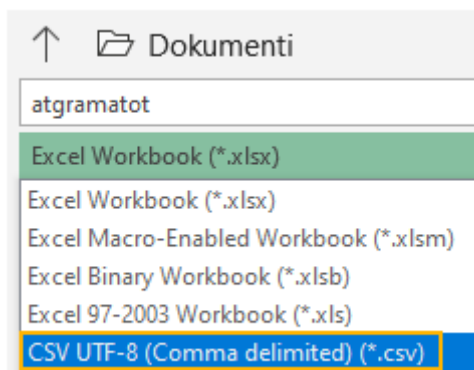 Dokumenti
atgramatot
Excel Workbook (*.xlsx)
Excel Workbook (*.xlsx)
Excel Macro-Enabled Workbook (*.xlsm)
Excel Binary Workbook (*.xlsb)
Excel 97-2003 Workbook (*.xls)
CSV UTF-8 (Comma delimited) (*.csv)